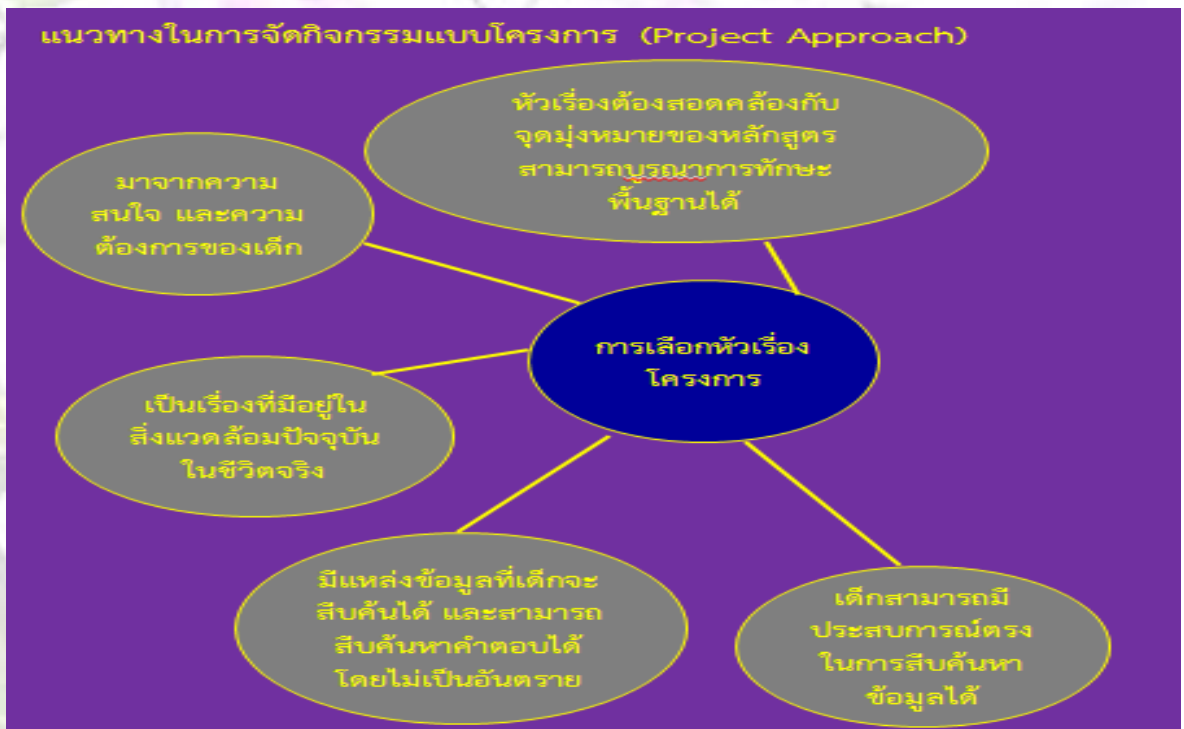 แนวทางในการจัดกิจกรรมแบบโครงการ (Project Approach)
หัวเรื่องต้องสอดคล้องกับ
จุดมุ่งหมายของหลักสูตร
สามารถบูรณาการทักษะ
พื้นฐานได้
มาจากความ
สนใจ และความ
ต้องการของเด็ก
การเลือกหัวเรื่อง
โครงการ
เป็นเรื่องที่มีอยู่ใน
สิ่งแวดล้อมปัจจุบัน
ในชีวิตจริง
มีแหล่งข้อมูลที่เด็กจะ
สืบค้นได้ และสามารถ
สืบค้นหาคำตอบได้
โดยไม่เป็นอันตราย
เด็กสามารถมี
ประสบการณ์ตรง
ในการสืบค้นหา
ข้อมูลได้